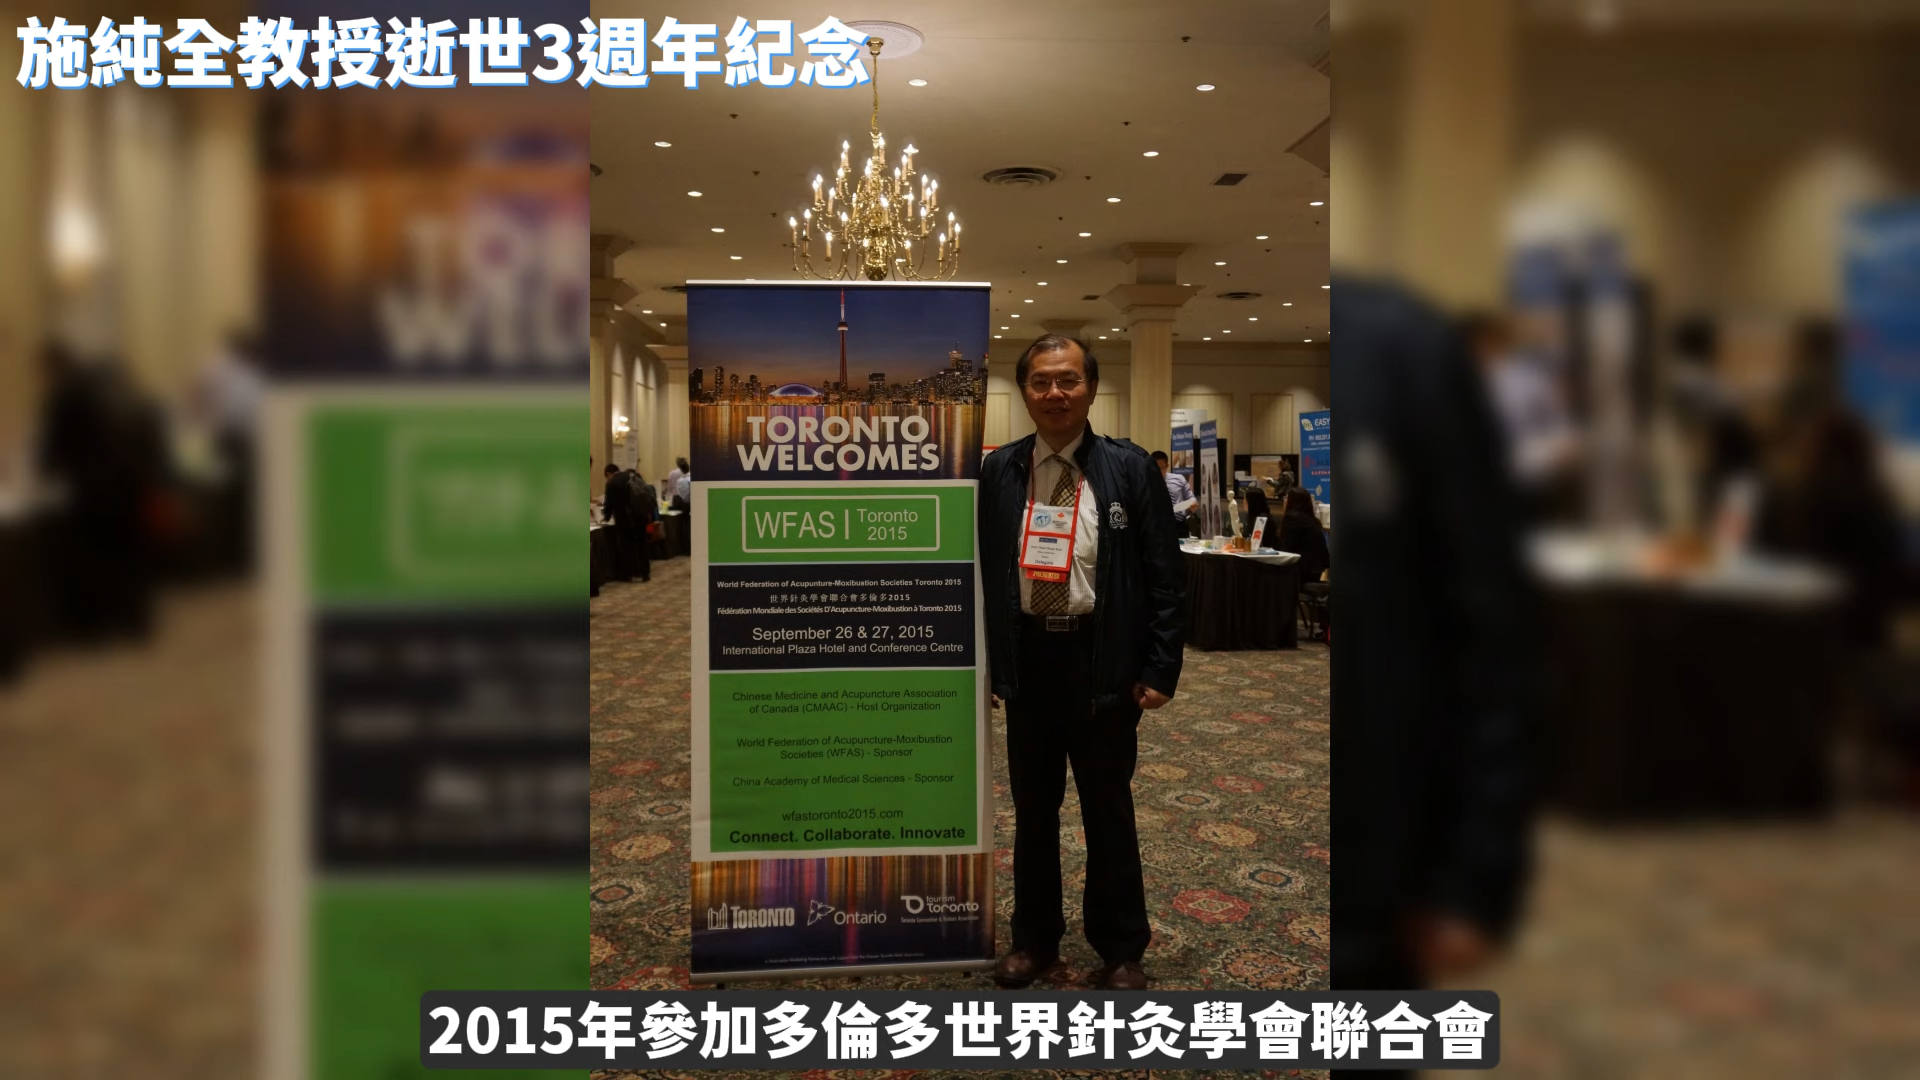 施純全教授逝世3週年紀念
TORONTO
WELCOMES
WFAS
Toronto
2015
World Federation of Acupunture-Moxibustion Societies Toronto 2015
世界針灸學會聯合會多倫多2015
Fédération Mondiale des Sociétés D'Acupuncture-Moxibustion à Toronto 2015
September 26 & 27, 2015
International Plaza Hotel and Conference Centre
Chinese Medicine and Acupuncture Association
of Canada (CMAAC) - Host Organization
World Federation of Acupuncture-Moxibustion
Societies (WFAS) - Sponsor
China Academy of Medical Sciences - Sponsor
wfastoronto2015.com
Connect. Collaborate. Innovate
TORONTO
Ontario
tourism
toronto
Delegate
PRESENTER
EASY
2015年參加多倫多世界針灸學會聯合會